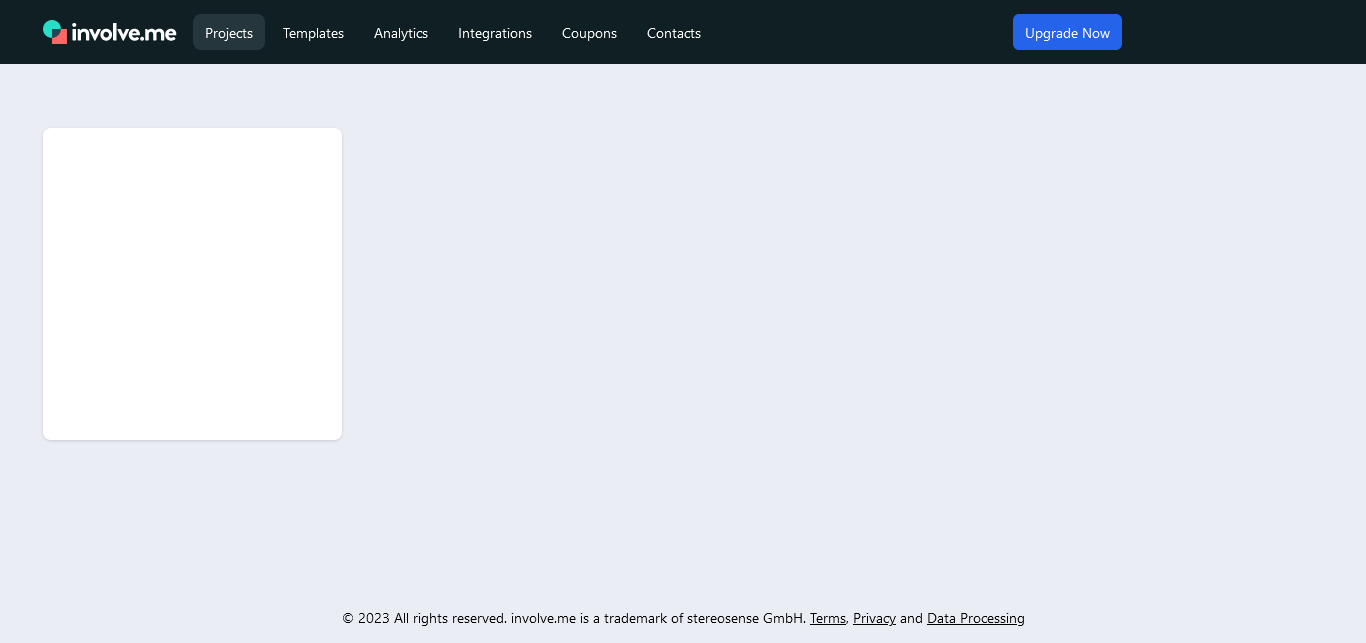 involve.me Projects Templates Analytics Integrations Coupons Contacts Upgrade Now
© 2023 All rights reserved. involve.me is a trademark of stereosense GmbH. Terms, Privacy and Data Processing